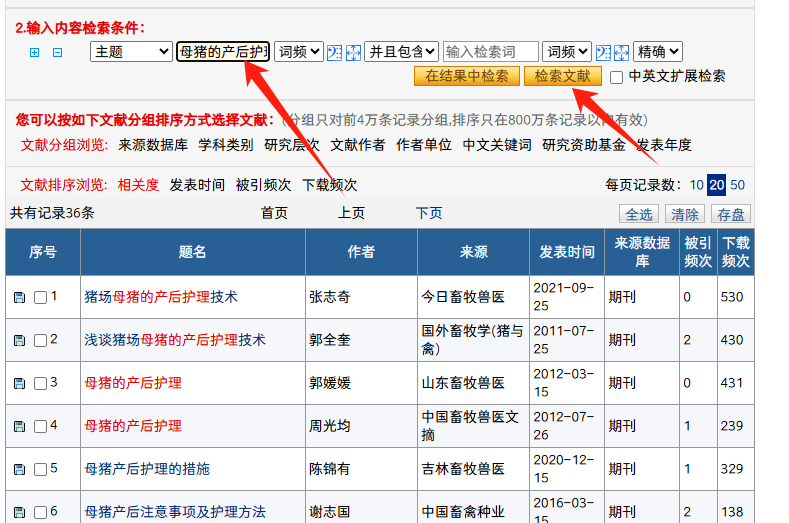 2.输入内容检索条件：
主题 母猪的产后护理 词频 并且包含 输入检索词 词频 精确
在结果中检索 检索文献 中英文扩展检索
您可以按如下文献分组排序方式选择文献：(分组只对前4万条记录分组,排序只在800万条记录以内有效)
文献分组浏览： 来源数据库 学科类别 研究层次 文献作者 作者单位 中文关键词 研究资助基金 发表年度
文献排序浏览： 相关度 发表时间 被引频次 下载频次 每页记录数：10 20 50
共有记录36条 首页 上页 下页 全选 清除 存盘
序号 题名 作者 来源 发表时间 来源数据库 被引频次 下载频次
1 猪场母猪的产后护理技术 张志奇 今日畜牧兽医 2021-09-25 期刊 0 530
2 浅谈猪场母猪的产后护理技术 郭全奎 国外畜牧学(猪与禽) 2011-07-25 期刊 2 430
3 母猪的产后护理 郭媛媛 山东畜牧兽医 2012-03-15 期刊 0 431
4 母猪的产后护理 周光均 中国畜牧兽医文摘 2012-07-26 期刊 1 239
5 母猪产后护理的措施 陈锦有 吉林畜牧兽医 2020-12-15 期刊 1 329
6 母猪产后注意事项及护理方法 谢志国 中国畜禽种业 2016-03-15 期刊 2 138